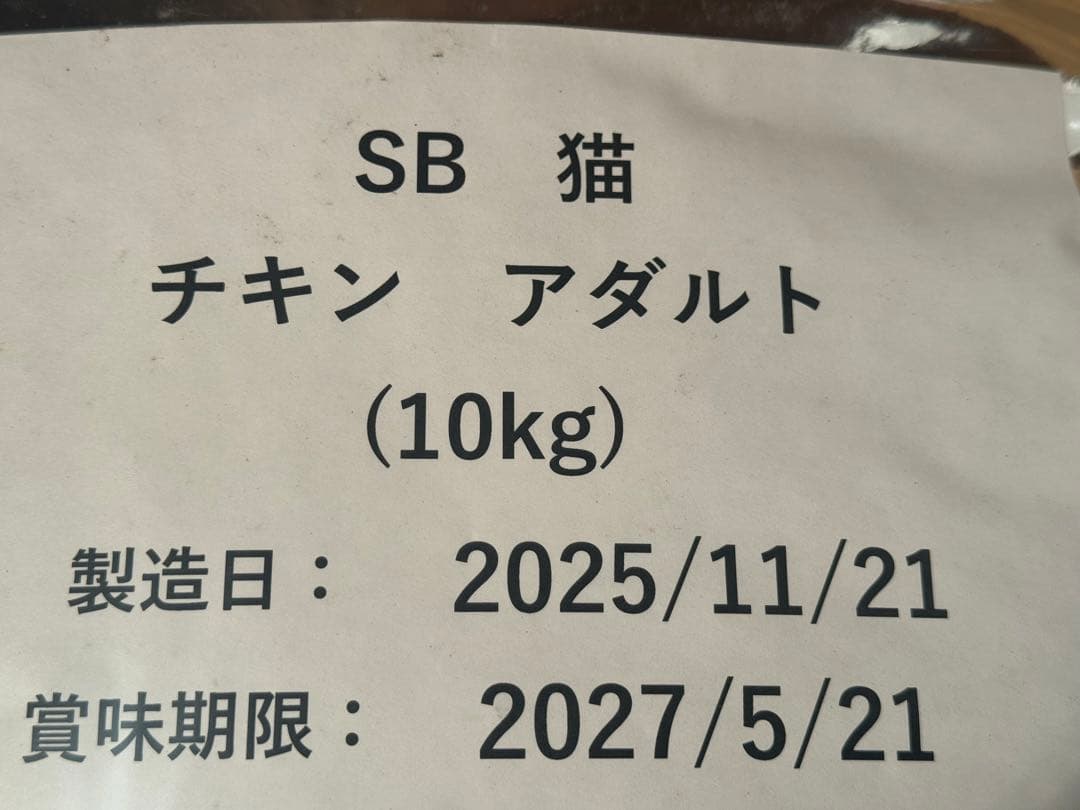 SB 猫
チキン アダルト
(10kg)
製造日： 2025/11/21
賞味期限： 2027/5/21